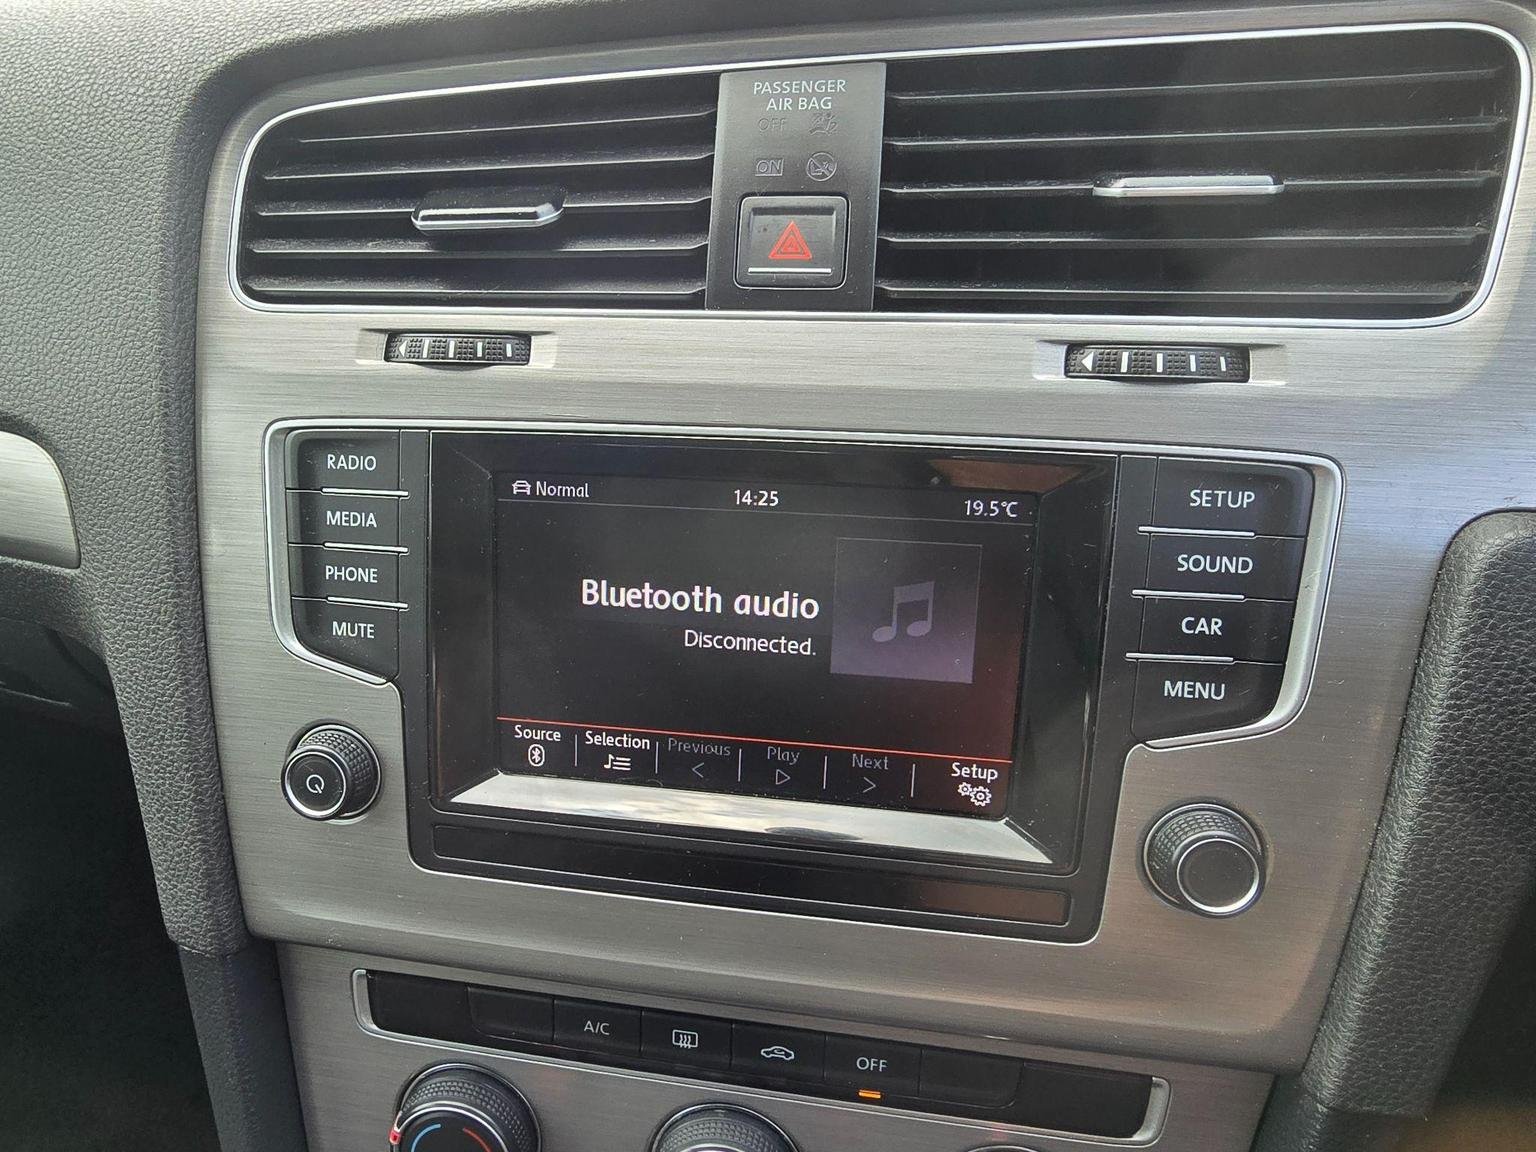 PASSENGER
AIR BAG
OFF
ON
RADIO
MEDIA
PHONE
MUTE
Normal 14:25 19.5°C
Bluetooth audio
Disconnected.
Source Selection Previous Play Next Setup
SETUP
SOUND
CAR
MENU
A/C
OFF